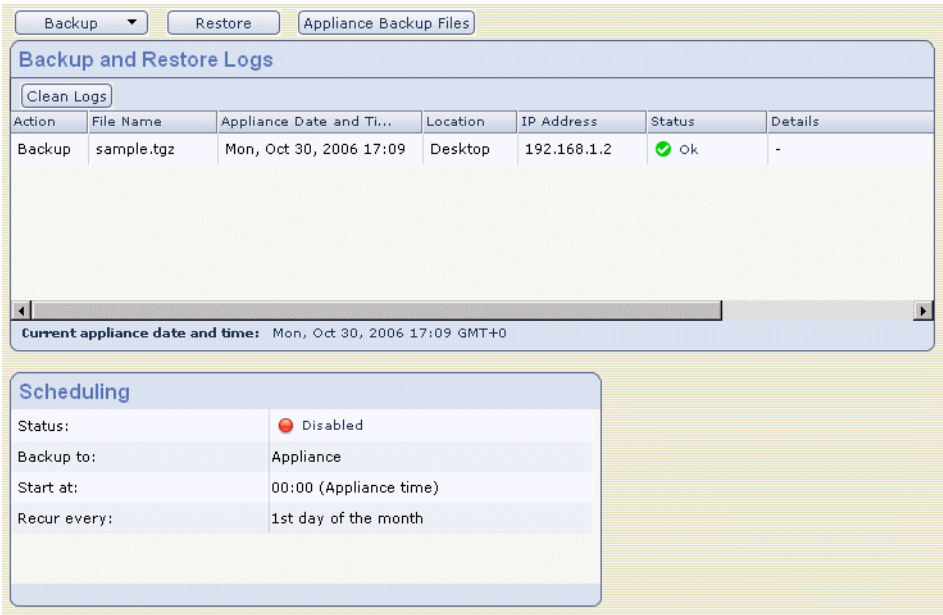 Backup Restore Appliance Backup Files
Backup and Restore Logs
Clean Logs
Action File Name Appliance Date and Ti... Location IP Address Status Details
Backup sample.tgz Mon, Oct 30, 2006 17:09 Desktop 192.168.1.2 Ok -
Current appliance date and time: Mon, Oct 30, 2006 17:09 GMT+0
Scheduling
Status: Disabled
Backup to: Appliance
Start at: 00:00 (Appliance time)
Recur every: 1st day of the month